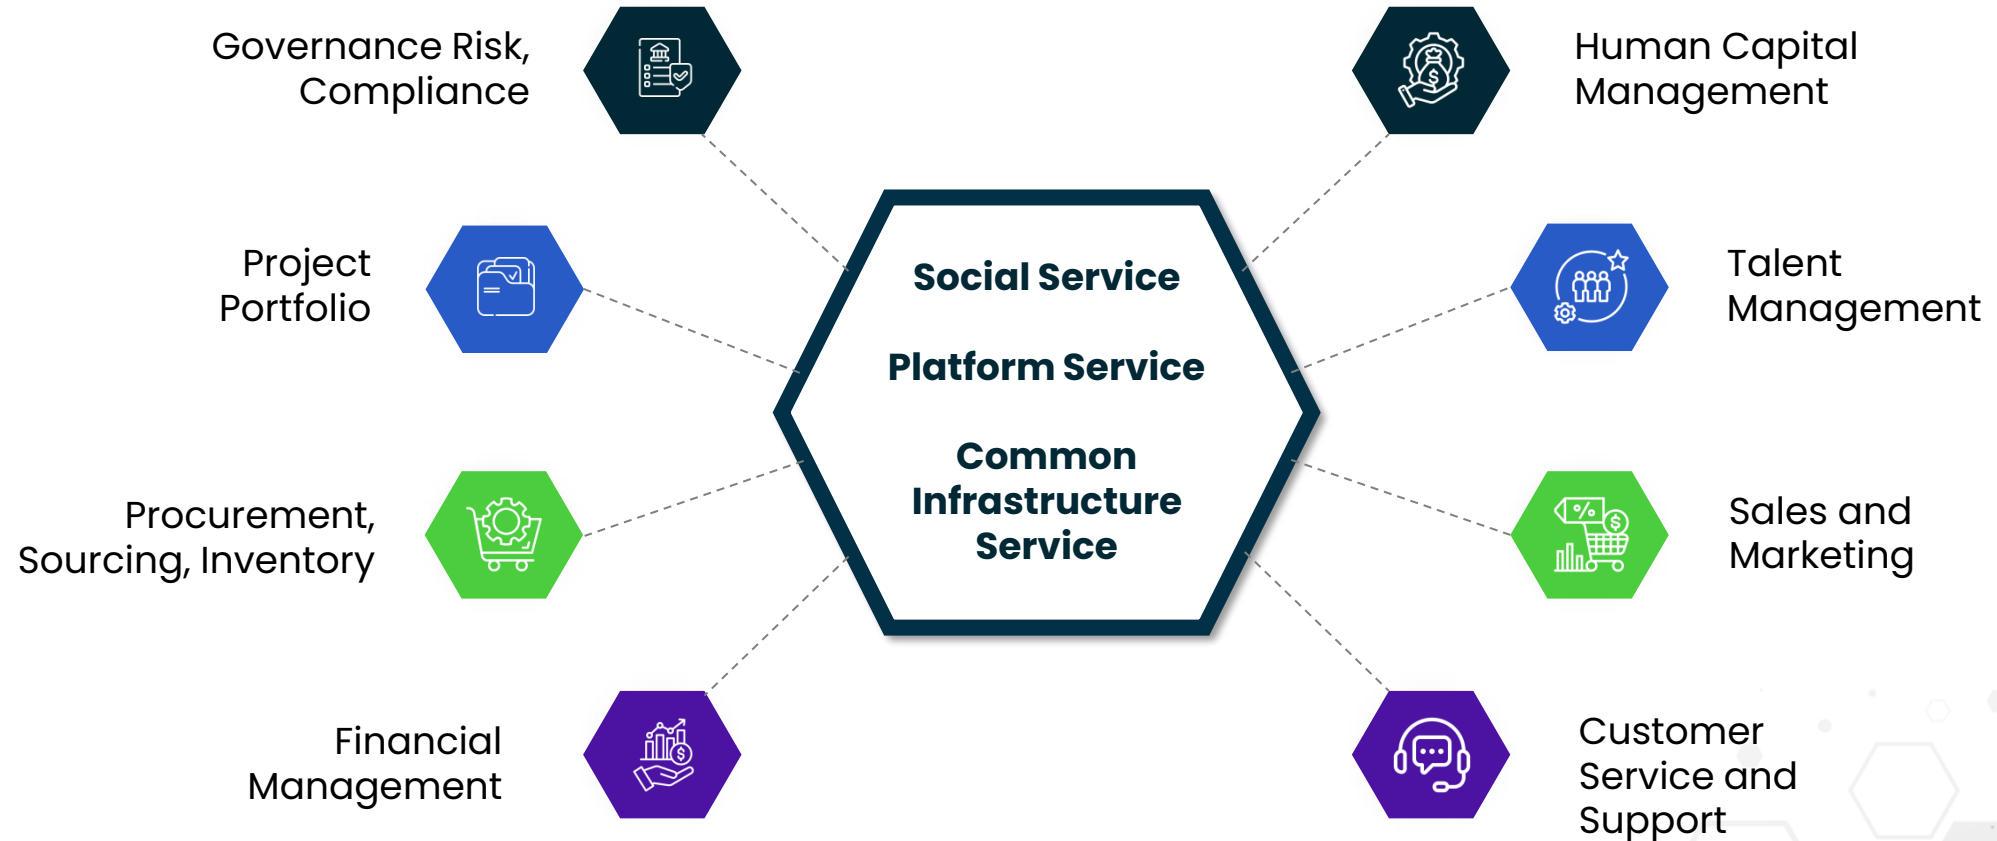 Governance Risk,
Compliance
Human Capital
Management
Project
Portfolio
Talent
Management
Social Service
Platform Service
Common
Infrastructure
Service
Procurement,
Sourcing, Inventory
Sales and
Marketing
Financial
Management
Customer
Service and
Support